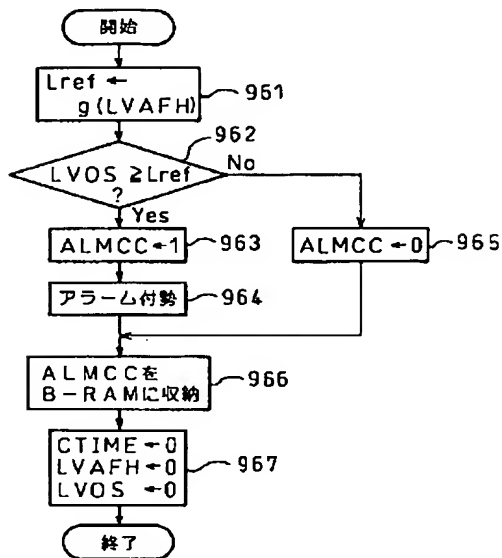 開始
Lref ←
g(LVAFH)
961
962
LVOS ≧Lref
?
No
Yes
ALMCC←1
963
ALMCC ←0
965
アラーム付勢
964
ALMCCを
B-RAMに収納
966
CTIME ←0
LVAFH←0
LVOS ←0
967
終了